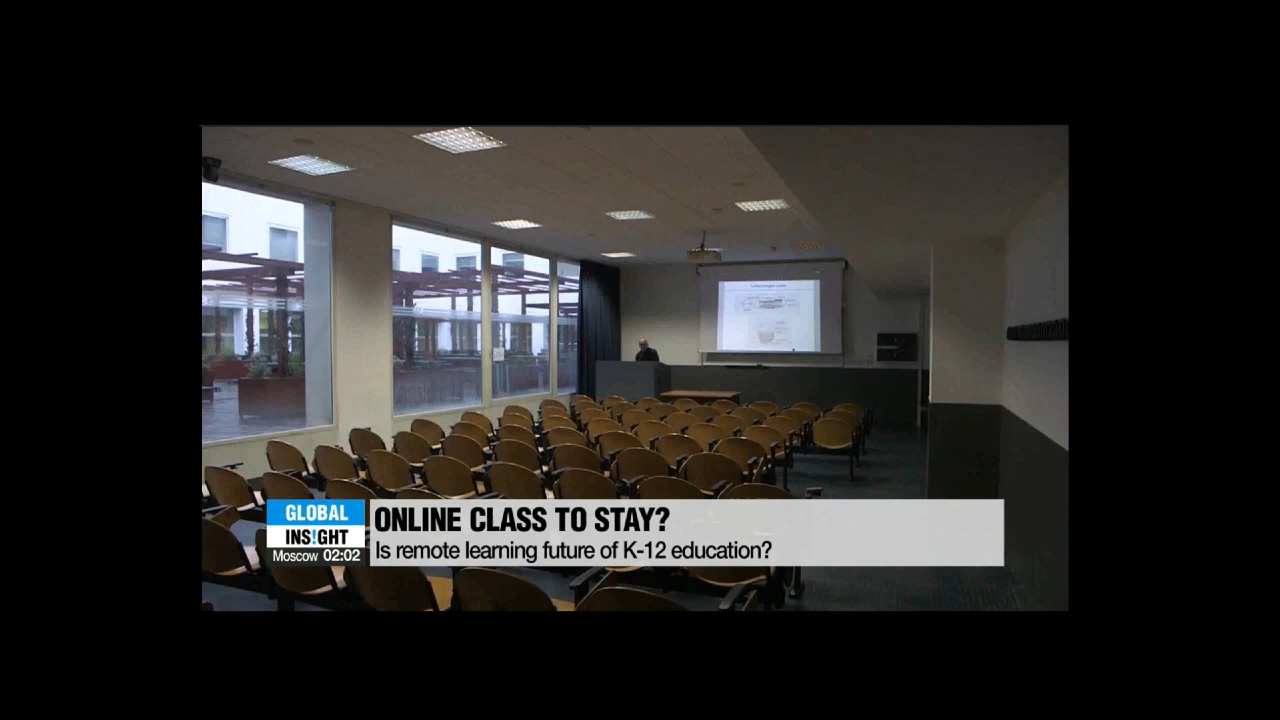 GLOBAL
INS!GHT
Moscow 02:02
ONLINE CLASS TO STAY?
Is remote learning future of K-12 education?